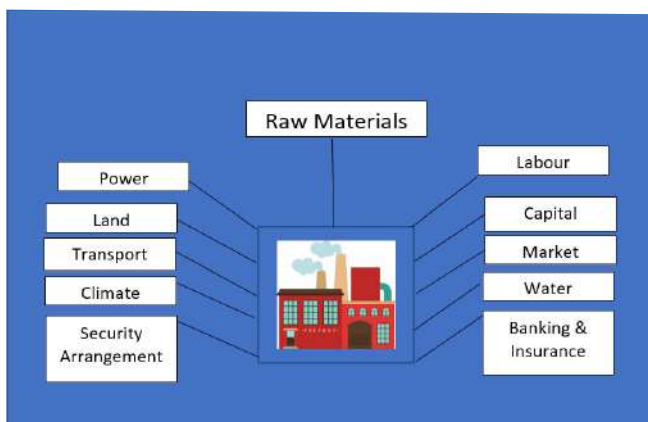 Raw Materials
Power
Land
Transport
Climate
Security
Arrangement
Labour
Capital
Market
Water
Banking &
Insurance